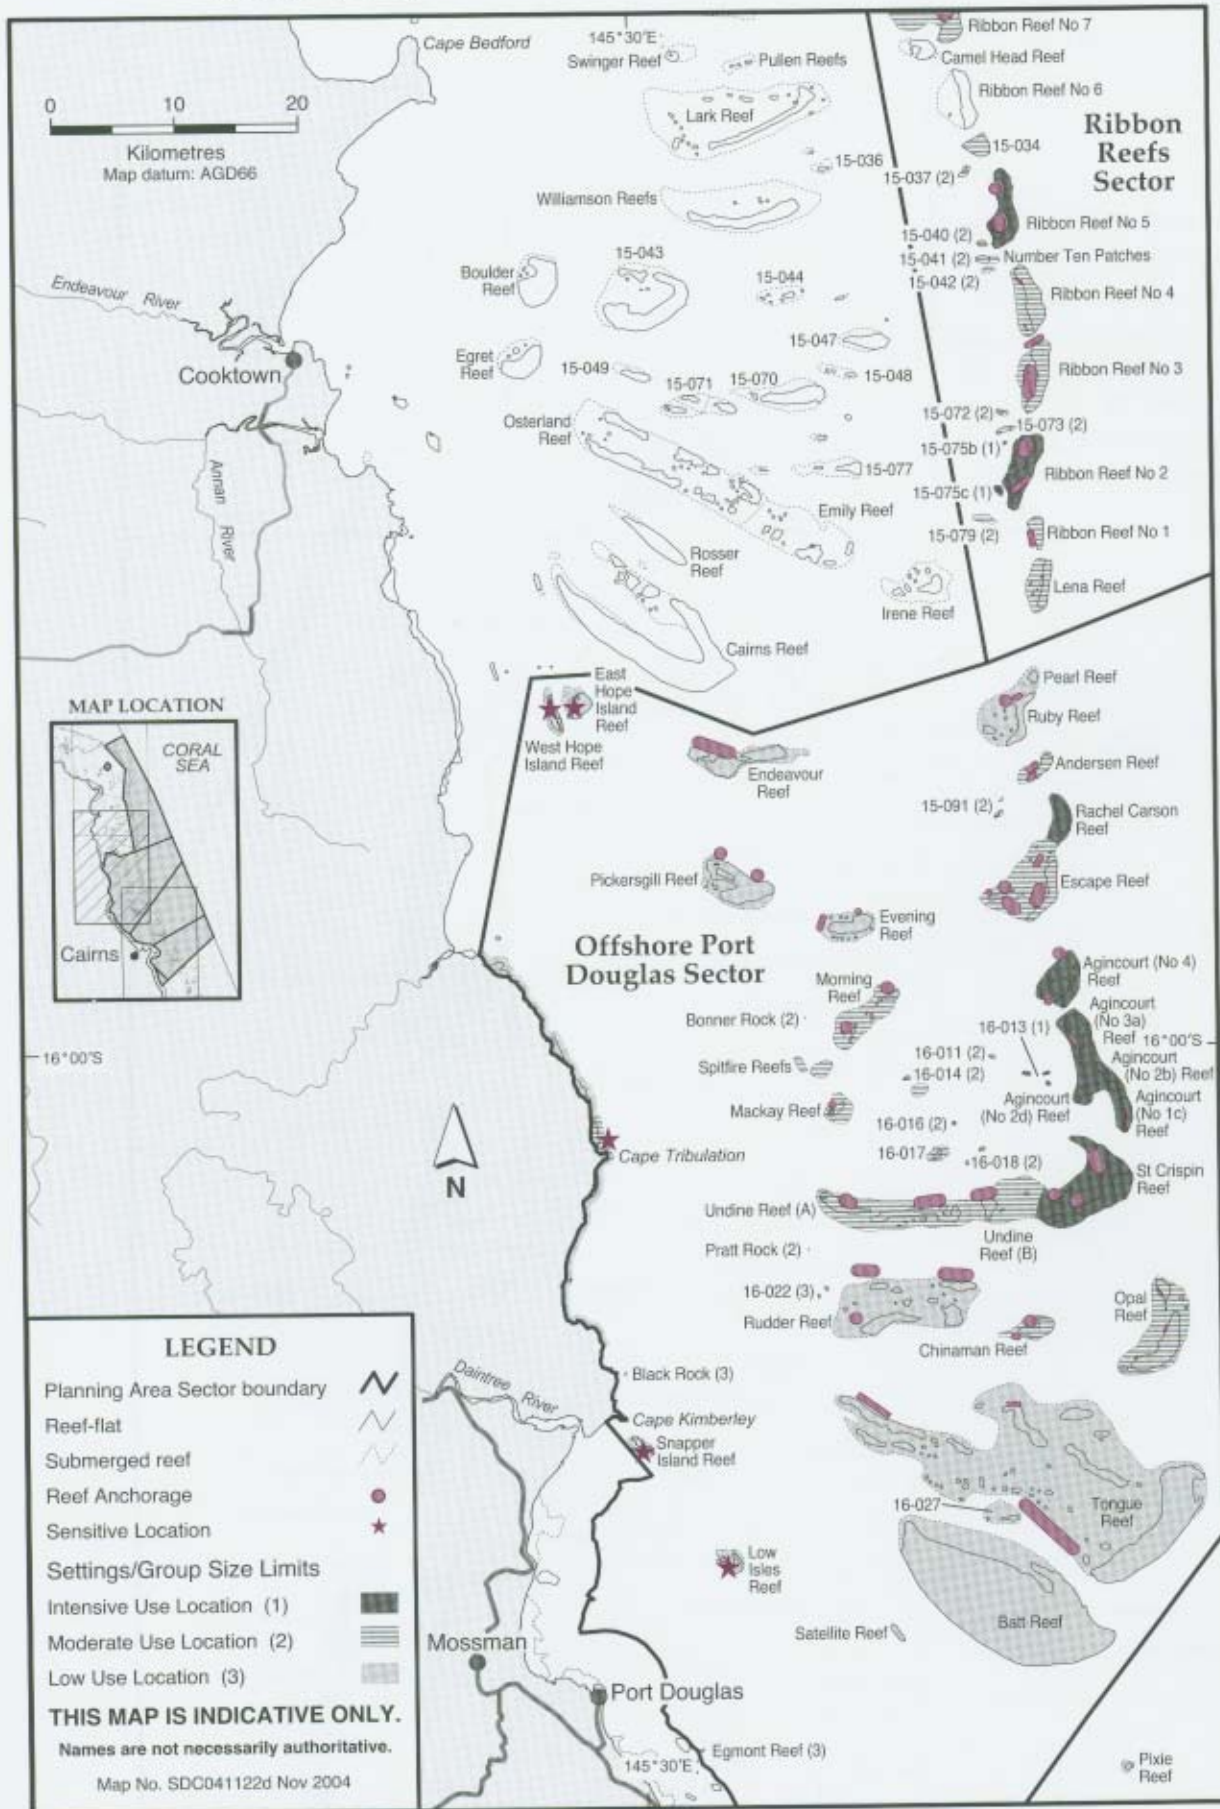 Cape Bedford
145°30'E
Swinger Reef
Pullen Reefs
Ribbon Reef No 7
Camel Head Reef
Ribbon Reef No 6
0 10 20
Kilometres
Map datum: AGD66
Lark Reef
Ribbon
Reefs
Sector
15-034
15-036
15-037 (2)
Williamson Reefs
Ribbon Reef No 5
15-040 (2)
15-041 (2)
Number Ten Patches
15-042 (2)
15-043
Boulder
Reef
15-044
Ribbon Reef No 4
Endeavour River
15-047
Egret
Reef
Cooktown
15-049
15-071
15-070
15-048
Ribbon Reef No 3
15-072 (2)
15-073 (2)
Osterland
Reef
15-075b (1)
15-077
Ribbon Reef No 2
Annan
River
15-075c (1)
Emily Reef
15-079 (2)
Ribbon Reef No 1
Rosser
Reef
Irene Reef
Lena Reef
Cairns Reef
East
Hope
Island
Reef
West Hope
Island Reef
Pearl Reef
Ruby Reef
MAP LOCATION
CORAL
SEA
Cairns
Endeavour
Reef
Andersen Reef
15-091 (2)
Rachel Carson
Reef
Pickersgill Reef
Escape Reef
Evening
Reef
Offshore Port
Douglas Sector
Morning
Reef
Agincourt (No 4)
Reef
Bonner Rock (2)
16-013 (1)
Agincourt
(No 3a)
Reef
16°00'S
16°00'S
16-011 (2)
Spitfire Reefs
16-014 (2)
Agincourt
(No 2b) Reef
Agincourt
(No 2d) Reef
Agincourt
(No 1c)
Reef
Mackay Reef
16-016 (2)
N
Cape Tribulation
16-017
16-018 (2)
St Crispin
Reef
Undine Reef (A)
Undine
Reef (B)
Pratt Rock (2)
16-022 (3)
Rudder Reef
Opal
Reef
Chinaman Reef
LEGEND
Planning Area Sector boundary
Reef-flat
Submerged reef
Reef Anchorage
Sensitive Location
Settings/Group Size Limits
Intensive Use Location (1)
Moderate Use Location (2)
Low Use Location (3)
THIS MAP IS INDICATIVE ONLY.
Names are not necessarily authoritative.
Map No. SDC041122d Nov 2004
Daintree River
Black Rock (3)
Cape Kimberley
Snapper
Island Reef
16-027
Tongue
Reef
Low
Isles
Reef
Batt Reef
Satellite Reef
Mossman
Port Douglas
145°30'E
Egmont Reef (3)
Pixie
Reef